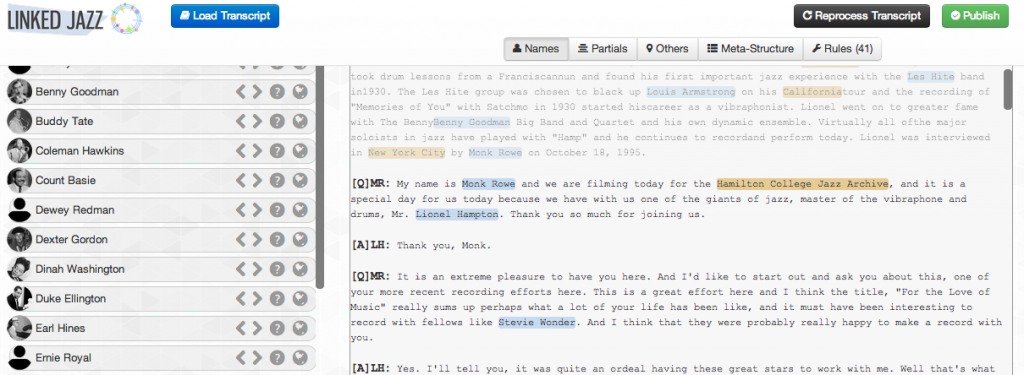 LINKED JAZZ
Load Transcript
Reprocess Transcript
Publish
Names
Partials
Others
Meta-Structure
Rules (41)
Benny Goodman
Buddy Tate
Coleman Hawkins
Count Basie
Dewey Redman
Dexter Gordon
Dinah Washington
Duke Ellington
Earl Hines
Ernie Royal
took drum lessons from a Franciscannun and found his first important jazz experience with the Les Hite band
in1930. The Les Hite group was chosen to black up Louis Armstrong on his Californiatour and the recording of
"Memories of You" with Satchmo in 1930 started hiscareer as a vibraphonist. Lionel went on to greater fame
with The BennyBenny Goodman Big Band and Quartet and his own dynamic ensemble. Virtually all ofthe major
soloists in jazz have played with "Hamp" and he continues to recordand perform today. Lionel was interviewed
in New York City by Monk Rowe on October 18, 1995.
[Q]MR: My name is Monk Rowe and we are filming today for the Hamilton College Jazz Archive, and it is a
special day for us today because we have with us one of the giants of jazz, master of the vibraphone and
drums, Mr. Lionel Hampton. Thank you so much for joining us.
[A]LH: Thank you, Monk.
[Q]MR: It is an extreme pleasure to have you here. And I'd like to start out and ask you about this, one of
your more recent recording efforts here. This is a great effort here and I think the title, "For the Love of
Music" really sums up perhaps what a lot of your life has been like, and it must have been interesting to
record with fellows like Stevie Wonder. And I think that they were probably really happy to make a record with
you.
[A]LH: Yes. I'll tell you, it was quite an ordeal having these great stars to work with me. Well that's what